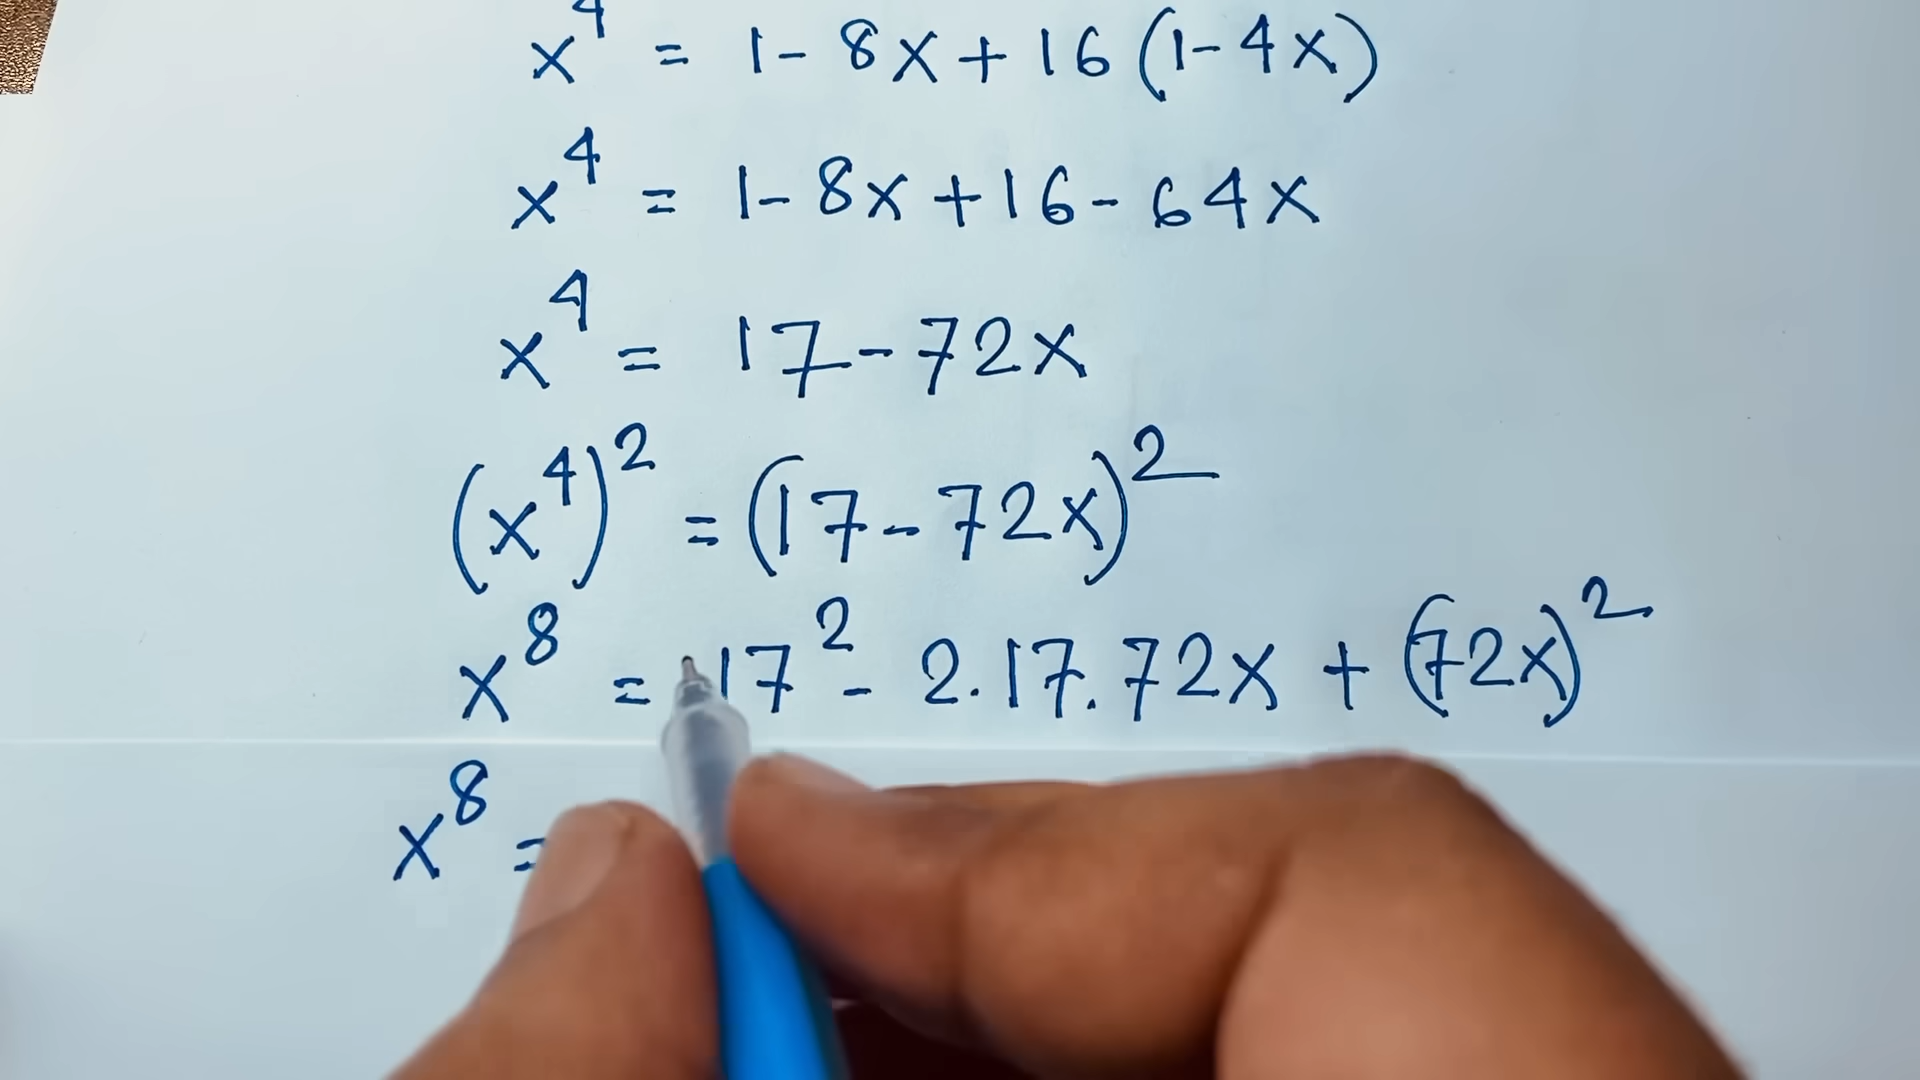 x⁴ = 1 - 8x + 16 (1 - 4x)
x⁴ = 1 - 8x + 16 - 64x
x⁴ = 17 - 72x
(x⁴)² = (17 - 72x)²
x⁸ = 17² - 2.17.72x + (72x)²
x⁸ =